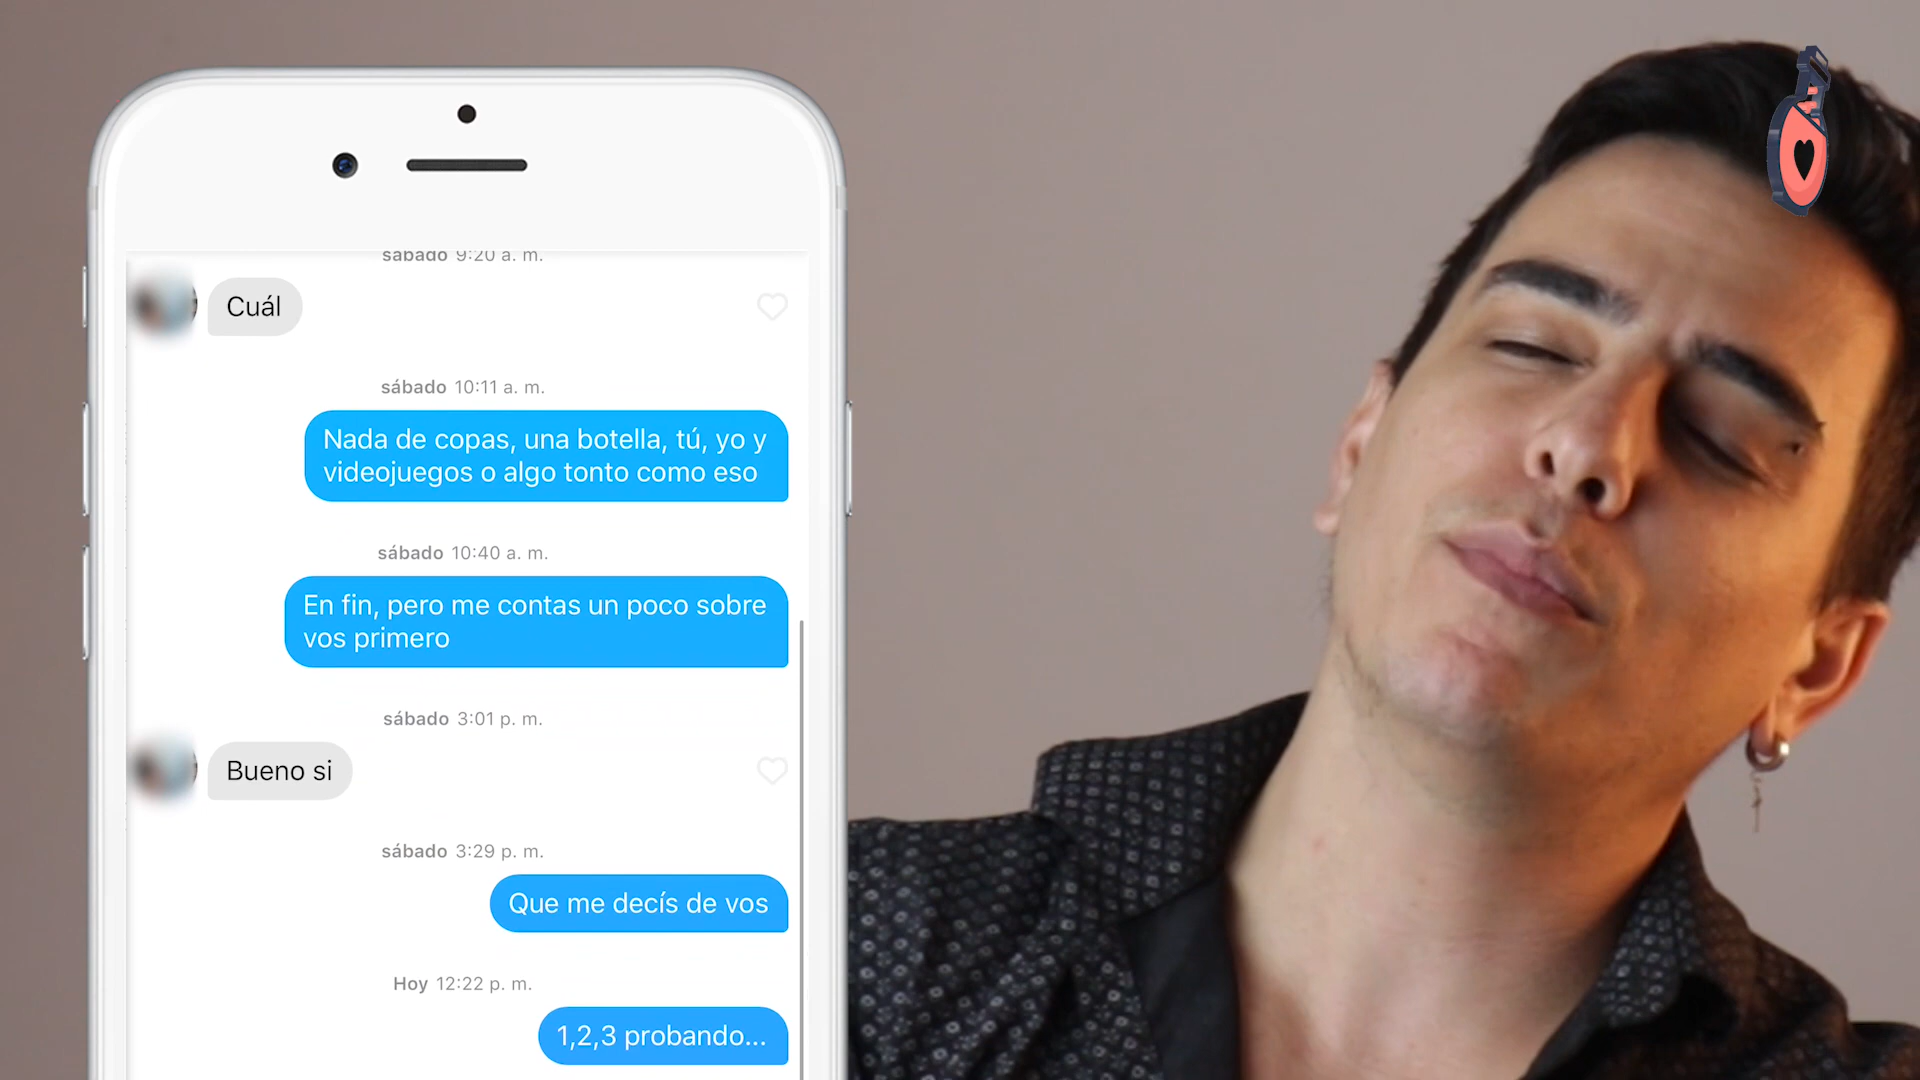 sábado 9:20 a. m.
Cuál
sábado 10:11 a. m.
Nada de copas, una botella, tú, yo y
videojuegos o algo tonto como eso
sábado 10:40 a. m.
En fin, pero me contas un poco sobre
vos primero
sábado 3:01 p. m.
Bueno si
sábado 3:29 p. m.
Que me decís de vos
Hoy 12:22 p. m.
1,2,3 probando...